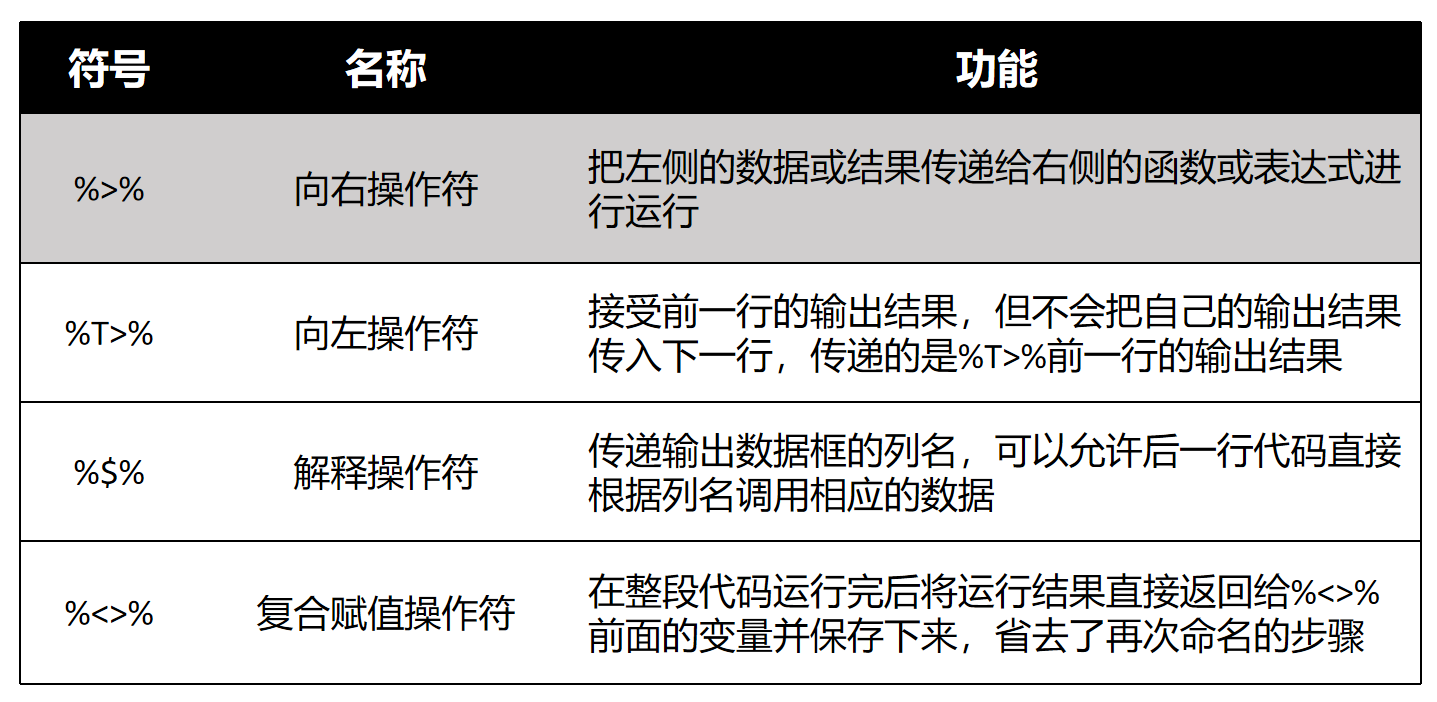 符号 名称 功能
%>% 向右操作符 把左侧的数据或结果传递给右侧的函数或表达式进
行运行
%T>% 向左操作符 接受前一行的输出结果，但不会把自己的输出结果
传入下一行，传递的是%T>%前一行的输出结果
%$% 解释操作符 传递输出数据框的列名，可以允许后一行代码直接
根据列名调用相应的数据
%<>% 复合赋值操作符 在整段代码运行完后将运行结果直接返回给%<>%
前面的变量并保存下来，省去了再次命名的步骤